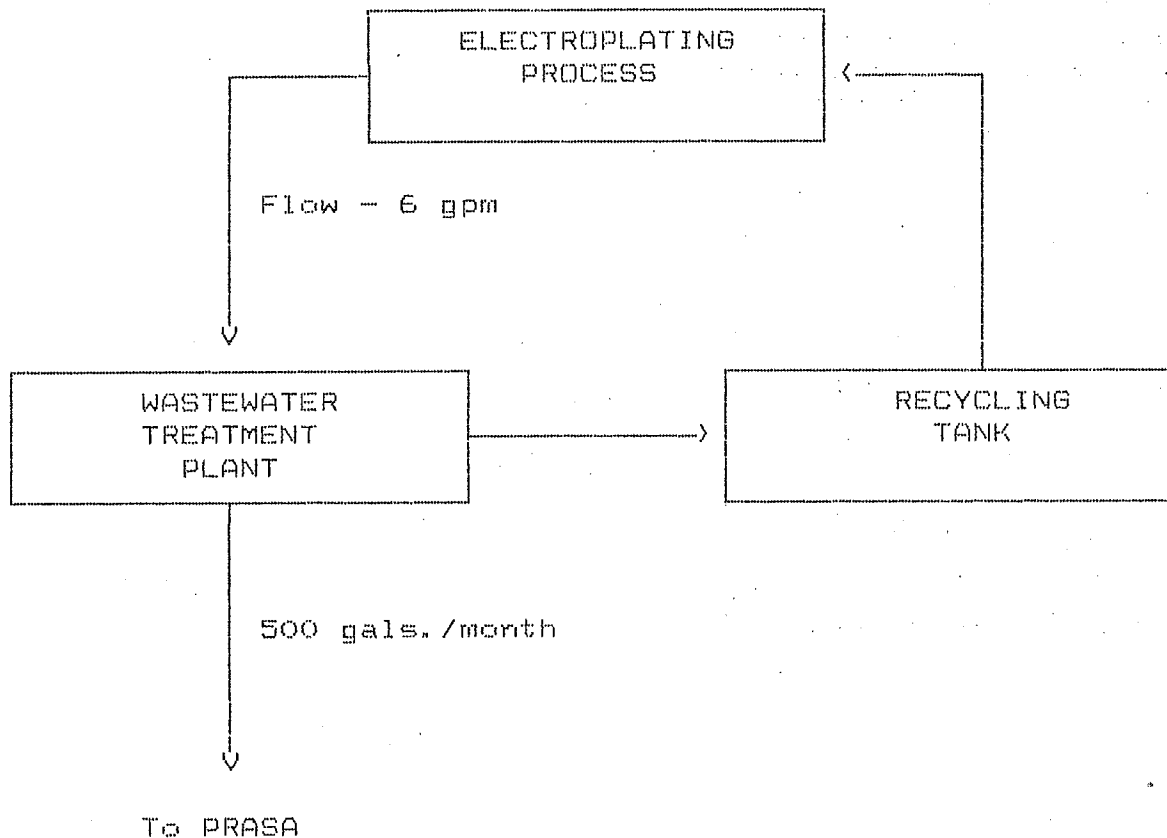 ELECTROPLATING
PROCESS
Flow - 6 gpm
WASTEWATER
TREATMENT
PLANT
RECYCLING
TANK
500 gals./month
To PRASA